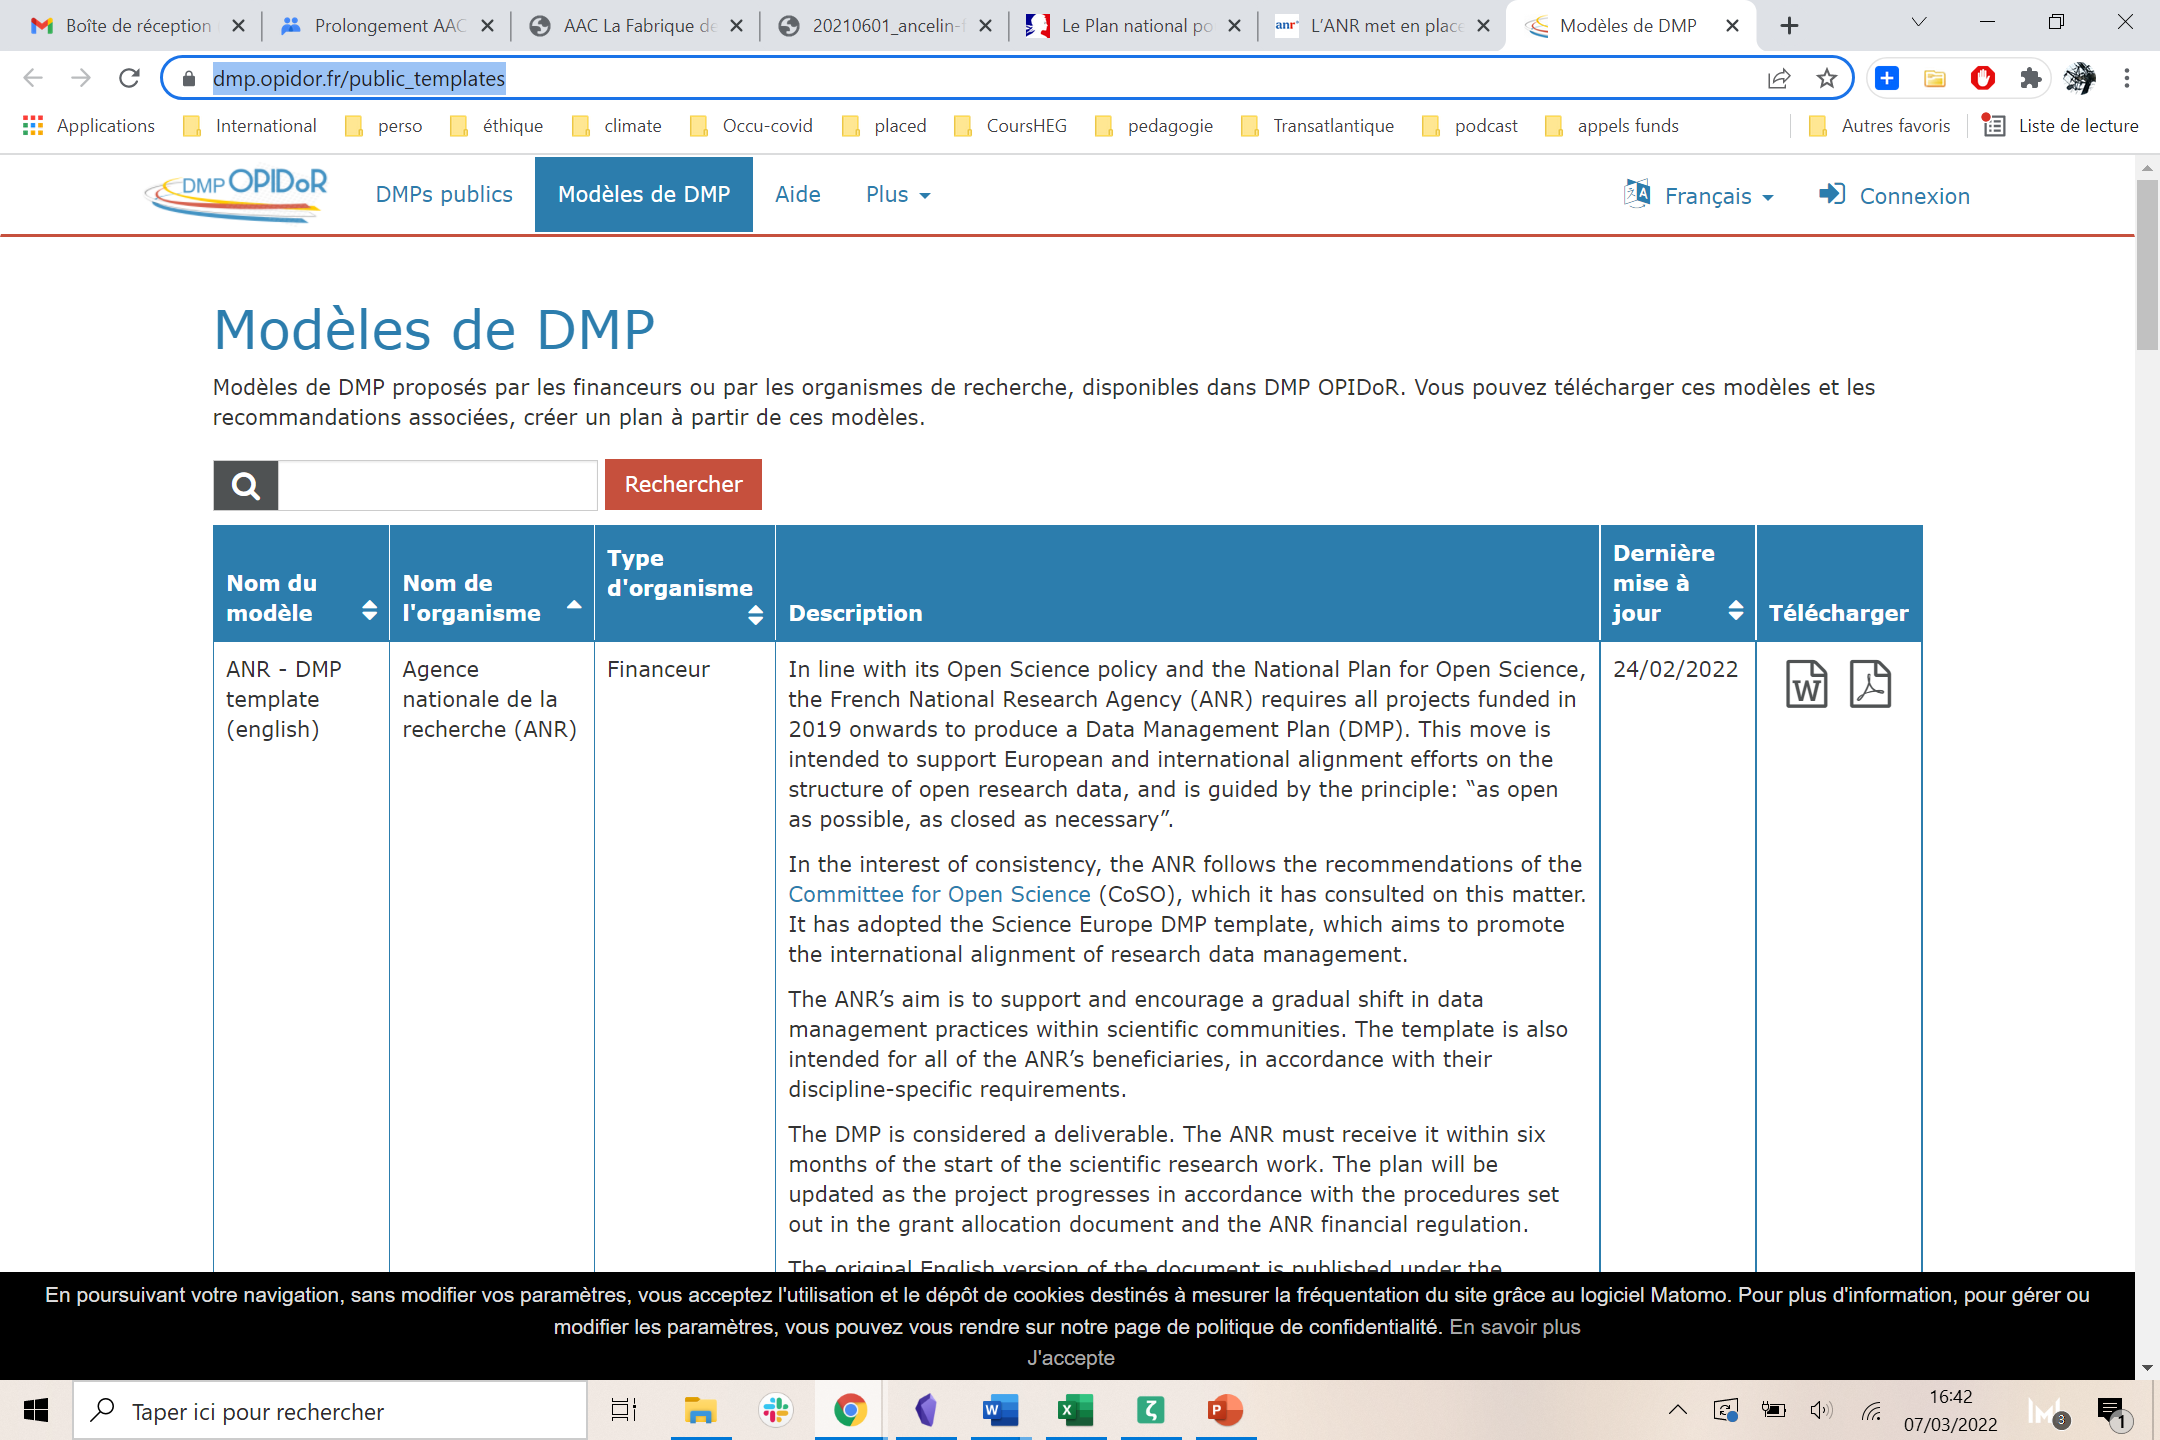 Boîte de réception
Prolongement AAC
AAC La Fabrique de
20210601_ancelin-f
Le Plan national po
L'ANR met en place
Modèles de DMP
dmp.opidor.fr/public_templates
Applications
International
perso
éthique
climate
Occu-covid
placed
CoursHEG
pedagogie
Transatlantique
podcast
appels funds
Autres favoris
Liste de lecture
DMP OPIDoR
DMPs publics
Modèles de DMP
Aide
Plus
Français
Connexion
Modèles de DMP
Modèles de DMP proposés par les financeurs ou par les organismes de recherche, disponibles dans DMP OPIDoR. Vous pouvez télécharger ces modèles et les
recommandations associées, créer un plan à partir de ces modèles.
Rechercher
Nom du
modèle
Nom de
l'organisme
Type
d'organisme
Description
Dernière
mise à
jour
Télécharger
ANR - DMP
template
(english)
Agence
nationale de la
recherche (ANR)
Financeur
In line with its Open Science policy and the National Plan for Open Science,
the French National Research Agency (ANR) requires all projects funded in
2019 onwards to produce a Data Management Plan (DMP). This move is
intended to support European and international alignment efforts on the
structure of open research data, and is guided by the principle: “as open
as possible, as closed as necessary”.
In the interest of consistency, the ANR follows the recommendations of the
Committee for Open Science (CoSO), which it has consulted on this matter.
It has adopted the Science Europe DMP template, which aims to promote
the international alignment of research data management.
The ANR’s aim is to support and encourage a gradual shift in data
management practices within scientific communities. The template is also
intended for all of the ANR’s beneficiaries, in accordance with their
discipline-specific requirements.
The DMP is considered a deliverable. The ANR must receive it within six
months of the start of the scientific research work. The plan will be
updated as the project progresses in accordance with the procedures set
out in the grant allocation document and the ANR financial regulation.
The original English version of the document is published under the
24/02/2022
En poursuivant votre navigation, sans modifier vos paramètres, vous acceptez l'utilisation et le dépôt de cookies destinés à mesurer la fréquentation du site grâce au logiciel Matomo. Pour plus d'information, pour gérer ou
modifier les paramètres, vous pouvez vous rendre sur notre page de politique de confidentialité. En savoir plus
J'accepte
Taper ici pour rechercher
16:42
07/03/2022
3
1